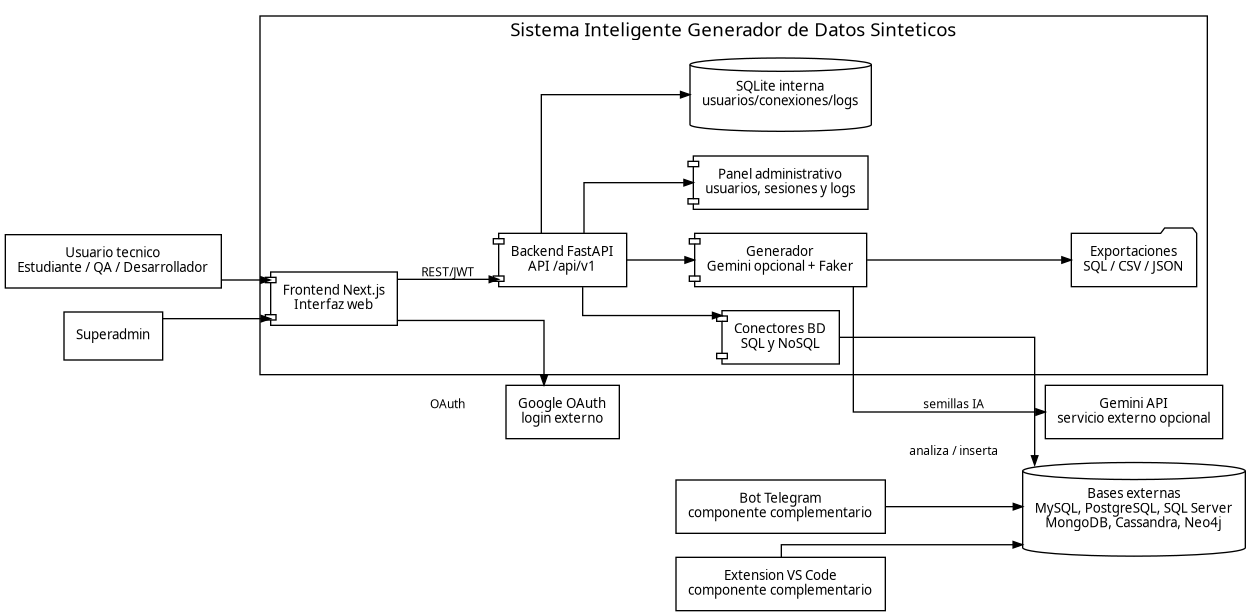 Sistema Inteligente Generador de Datos Sinteticos
SQLite interna
usuarios/conexiones/logs
Panel administrativo
usuarios, sesiones y logs
Usuario tecnico
Estudiante / QA / Desarrollador
Superadmin
Frontend Next.js
Interfaz web
REST/JWT
Backend FastAPI
API /api/v1
Generador
Gemini opcional + Faker
Exportaciones
SQL / CSV / JSON
Conectores BD
SQL y NoSQL
OAuth
Google OAuth
login externo
semillas IA
Gemini API
servicio externo opcional
analiza / inserta
Bases externas
MySQL, PostgreSQL, SQL Server
MongoDB, Cassandra, Neo4j
Bot Telegram
componente complementario
Extension VS Code
componente complementario